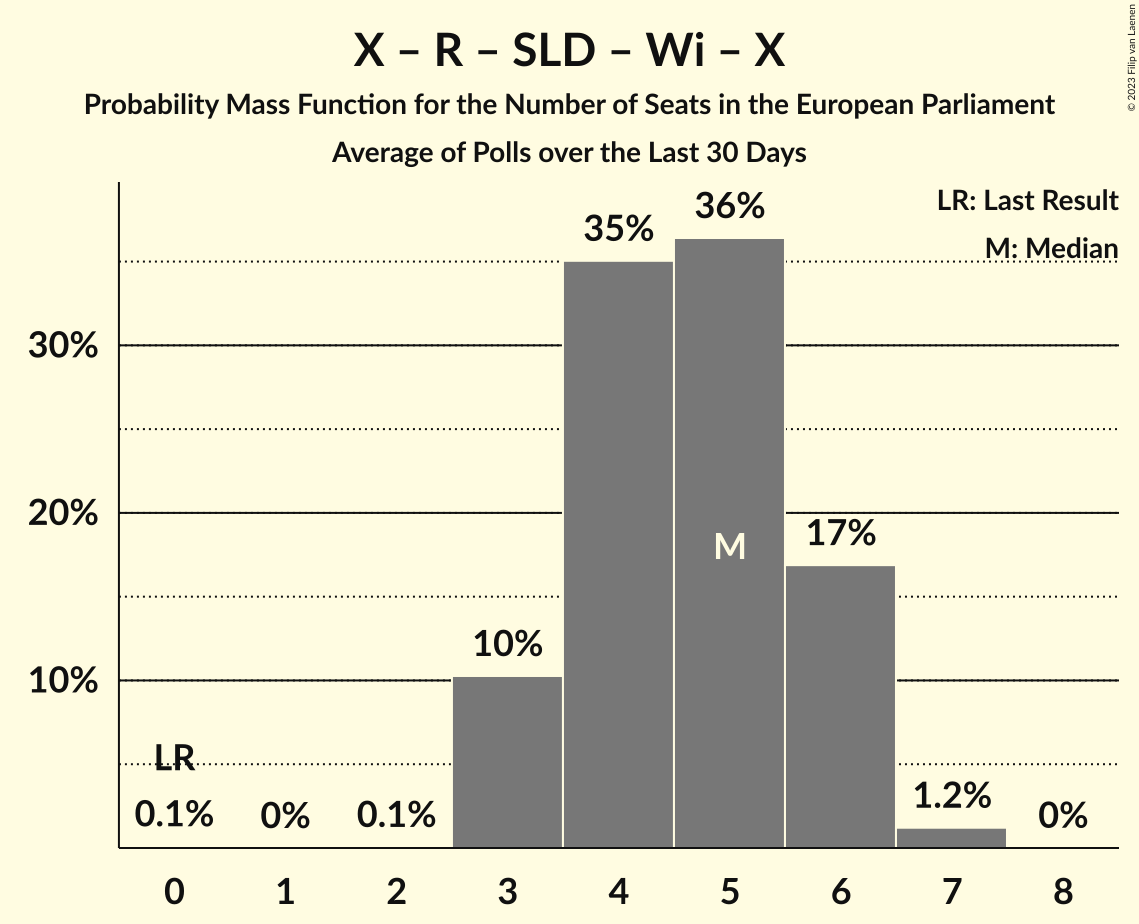 X – R – SLD – Wi – X
Probability Mass Function for the Number of Seats in the European Parliament
Average of Polls over the Last 30 Days
© 2023 Filip van Laenen
LR: Last Result
M: Median
36%
35%
30%
20%
17%
M
10%
10%
LR
1.2%
0.1%
0%
0.1%
0%
0 1 2 3 4 5 6 7 8